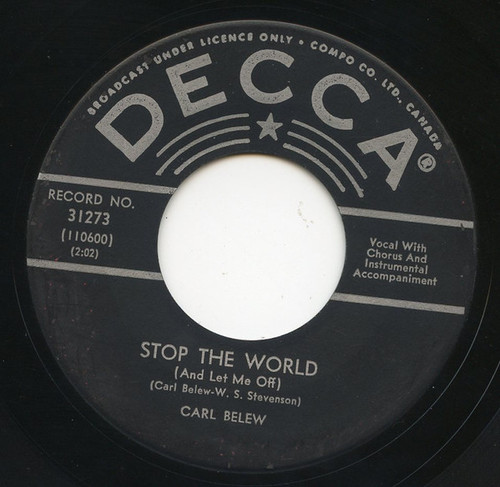 BROADCAST UNDER LICENCE ONLY • COMPO CO. LTD., CANADA
DECCA®
RECORD NO.
31273
(110600)
(2:02)
Vocal With
Chorus And
Instrumental
Accompaniment
STOP THE WORLD
(And Let Me Off)
(Carl Belew-W. S. Stevenson)
CARL BELEW